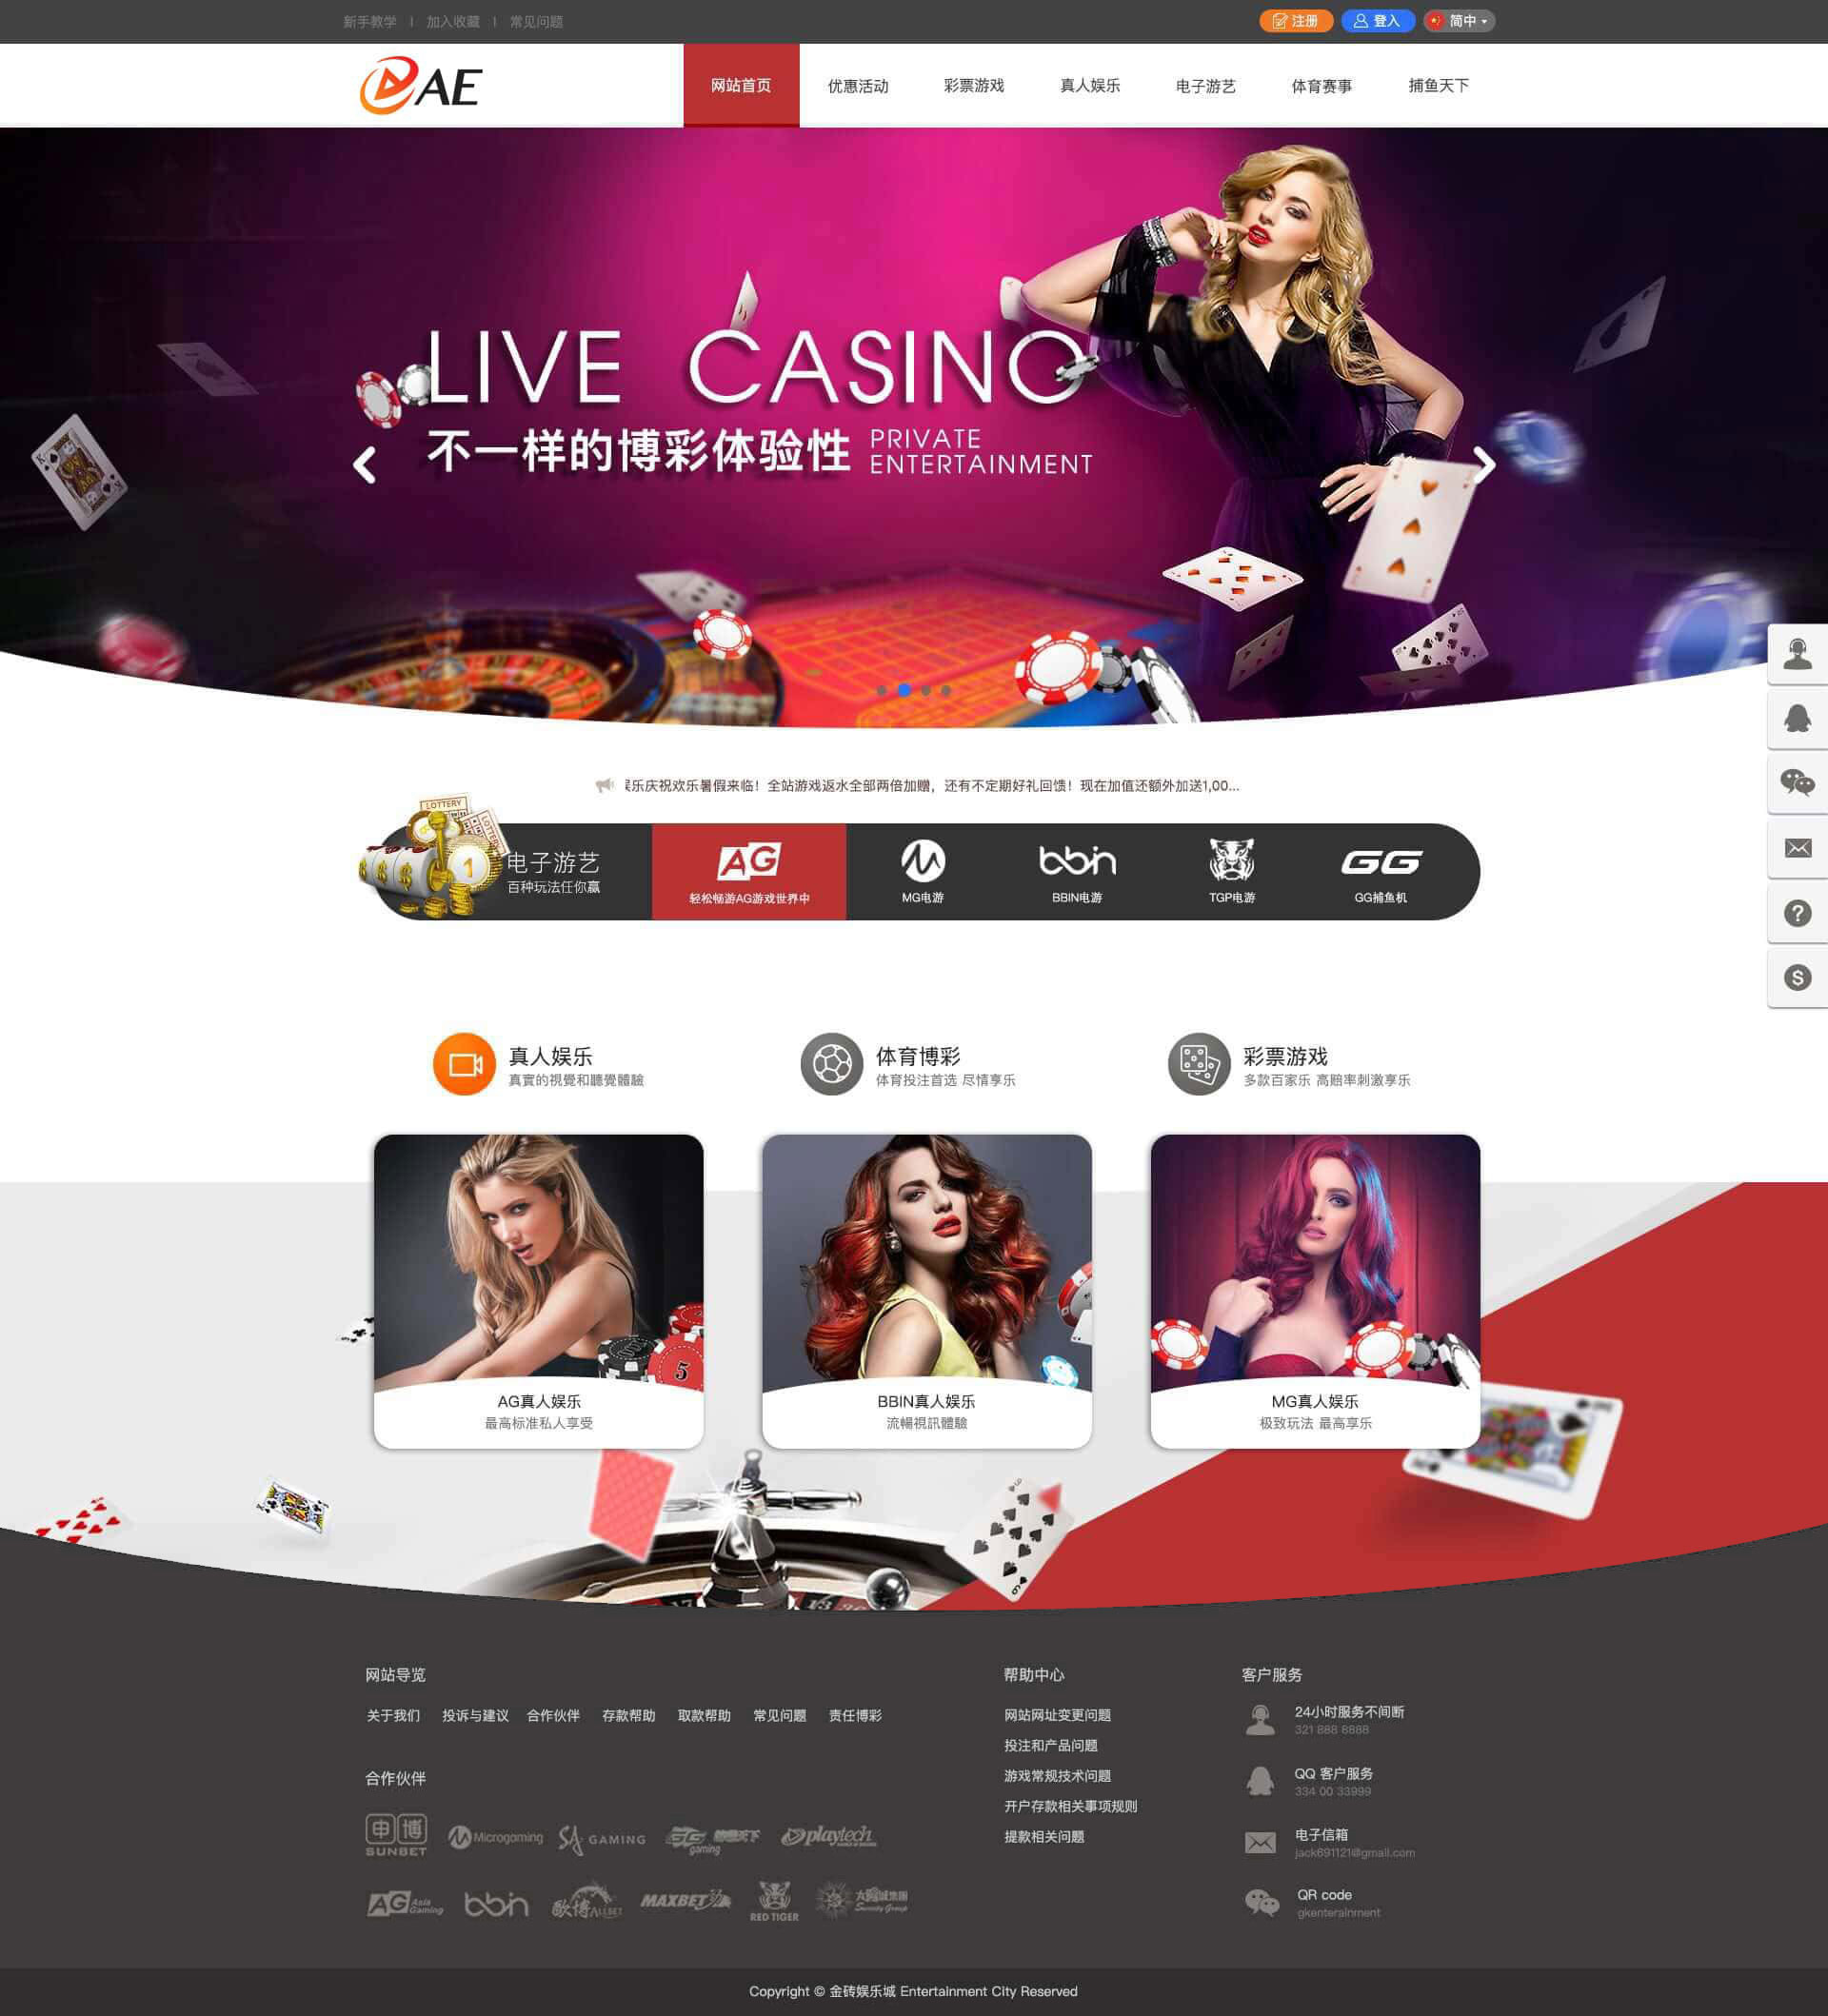 新手教学 | 加入收藏 | 常见问题
注册 登入 简中
AE
网站首页 优惠活动 彩票游戏 真人娱乐 电子游艺 体育赛事 捕鱼天下
LIVE CASINO
不一样的博彩体验性 PRIVATE ENTERTAINMENT
乐庆祝欢乐暑假来临！全站游戏返水全部两倍加赠，还有不定期好礼回馈！现在加值还额外加送1,00...
LOTTERY
LOTTERY
电子游艺
百种玩法任你赢
AG
轻松畅游AG游戏世界中
MG电游
bbin
BBIN电游
TGP电游
GG
GG捕鱼机
真人娱乐
真實的視覺和聽覺體驗
体育博彩
体育投注首选 尽情享乐
彩票游戏
多款百家乐 高赔率刺激享乐
5
AG真人娱乐
最高标准私人享受
BBIN真人娱乐
流暢視訊體驗
MG真人娱乐
极致玩法 最高享乐
网站导览
关于我们 投诉与建议 合作伙伴 存款帮助 取款帮助 常见问题 责任博彩
合作伙伴
申博 SUNBET
Microgaming
SA GAMING
GG gaming
playtech
AG Asia Gaming
bbin
歐博 ALLBET
MAXBET
RED TIGER
帮助中心
网站网址变更问题
投注和产品问题
游戏常规技术问题
开户存款相关事项规则
提款相关问题
客户服务
24小时服务不间断
321 888 8888
QQ 客户服务
334 00 33999
电子信箱
jack691121@gmail.com
QR code
gkenterainment
Copyright © 金砖娱乐城 Entertainment City Reserved